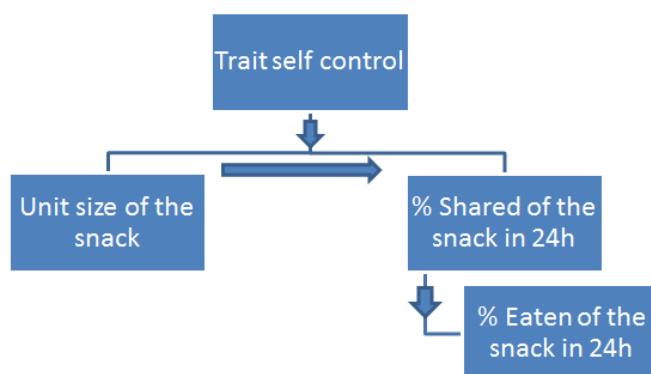 Trait self control
Unit size of the
snack
% Shared of the
snack in 24h
% Eaten of the
snack in 24h